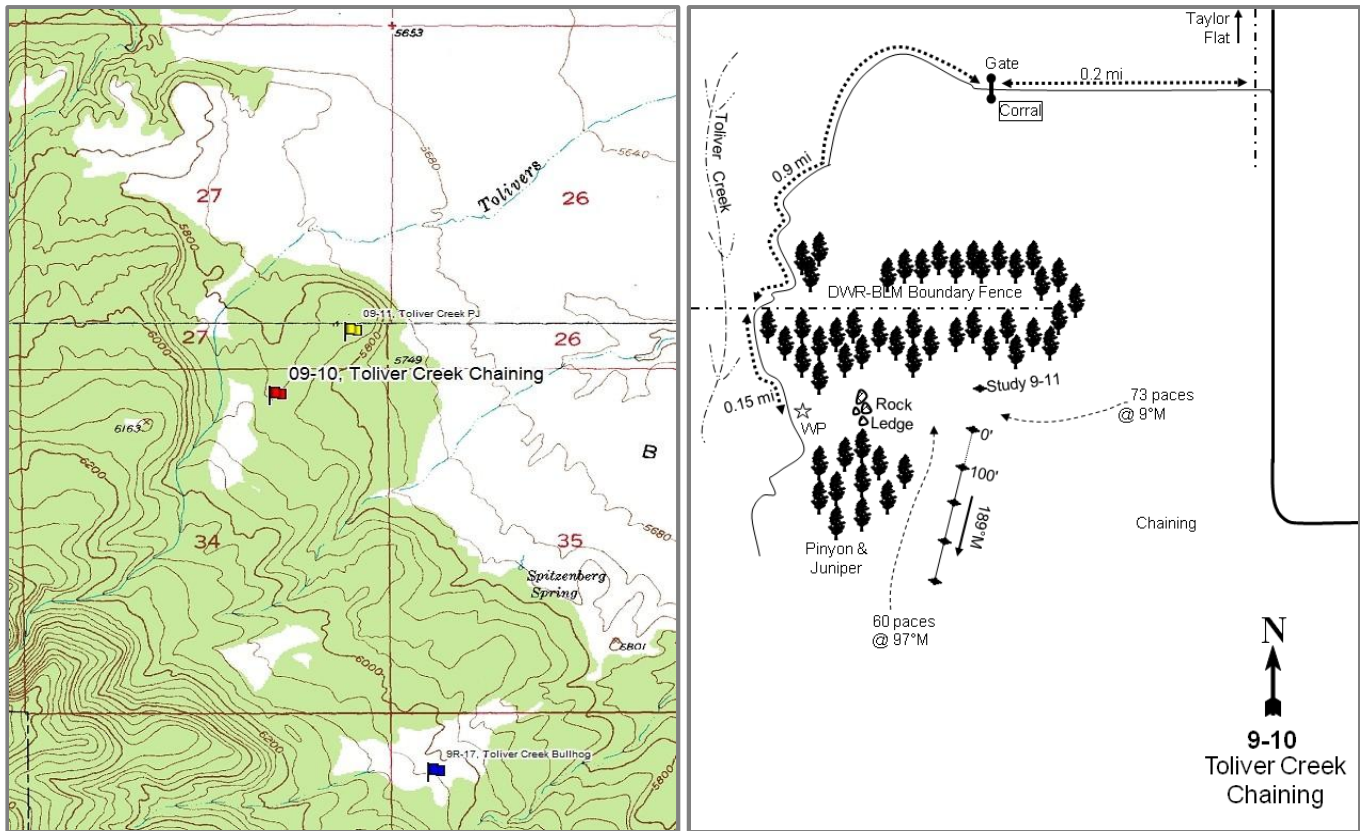 5653
5640
5680
Tolivers
27
26
5800
09-11, Toliver Creek PJ
27
26
6000
5800
5749
09-10, Toliver Creek Chaining
6163
6200
B
5680
34
35
Spitzenberg
Spring
5801
6000
6200
9R-17, Toliver Creek Bullhog
5800
Taylor
Flat
Gate
0.2 mi
Corral
Toliver Creek
0.9 mi
DWR-BLM Boundary Fence
Study 9-11
0.15 mi
WP
Rock
Ledge
73 paces
@ 9°M
0'
100'
189°M
Chaining
Pinyon &
Juniper
60 paces
@ 97°M
N
9-10
Toliver Creek
Chaining